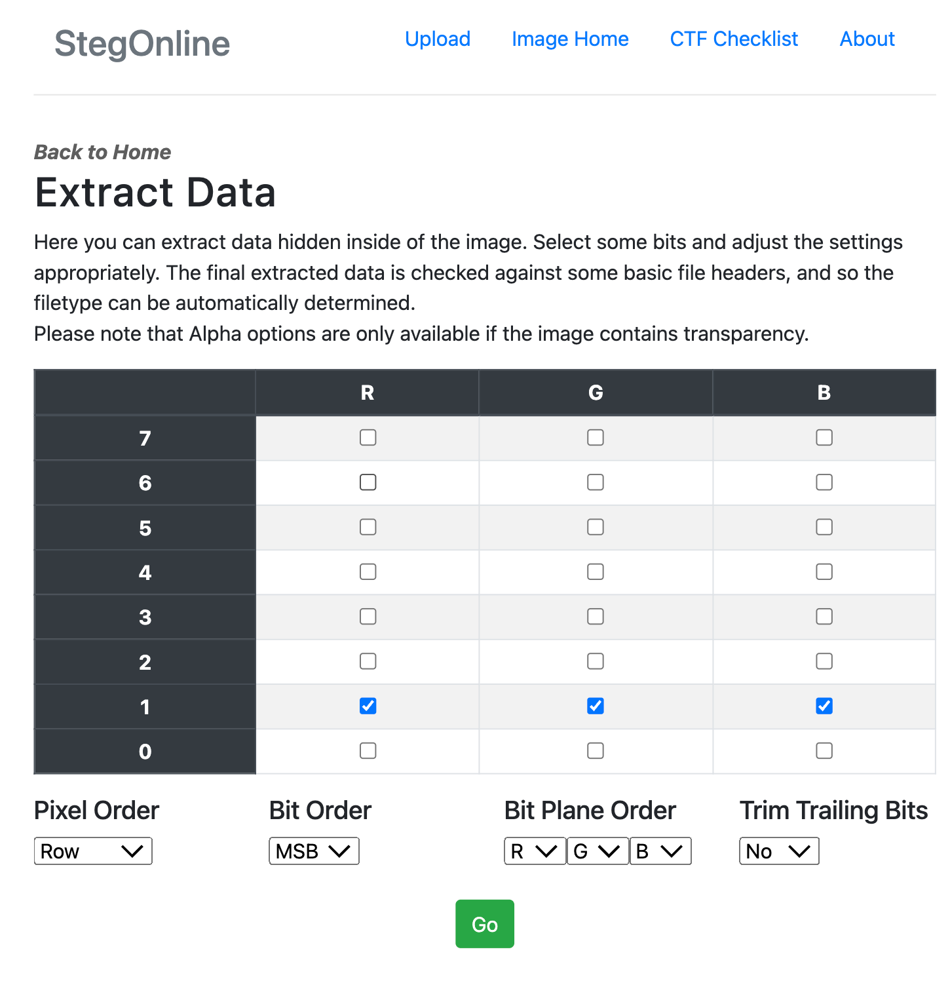 StegOnline
Upload Image Home CTF Checklist About
Back to Home
Extract Data
Here you can extract data hidden inside of the image. Select some bits and adjust the settings
appropriately. The final extracted data is checked against some basic file headers, and so the
filetype can be automatically determined.
Please note that Alpha options are only available if the image contains transparency.
R G B
7
6
5
4
3
2
1
0
Pixel Order Bit Order Bit Plane Order Trim Trailing Bits
Row MSB R G B No
Go